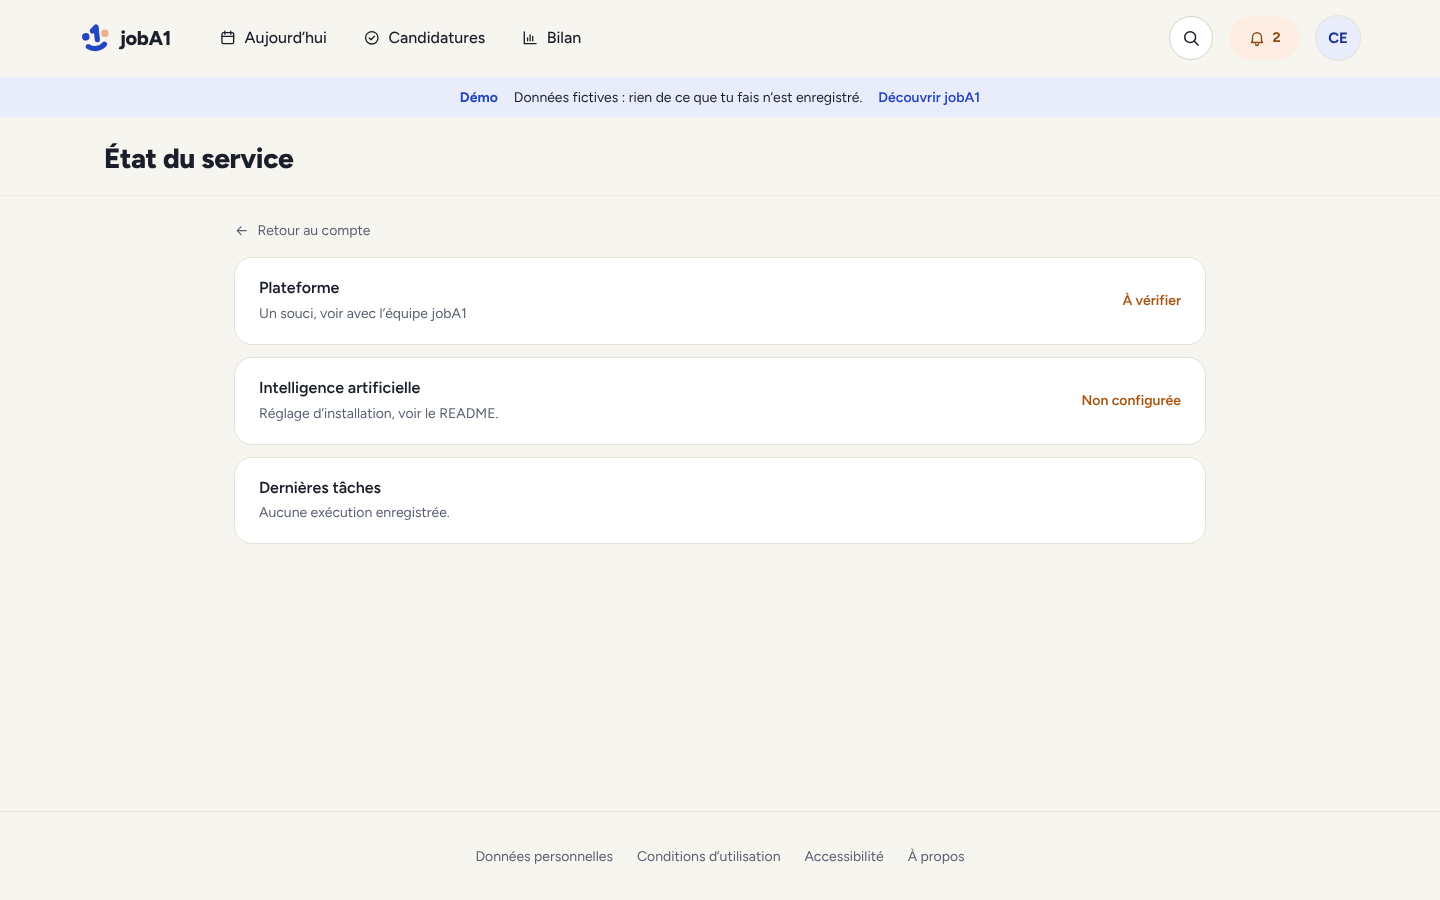 jobA1
Aujourd’hui
Candidatures
Bilan
2
CE
Démo Données fictives : rien de ce que tu fais n’est enregistré. Découvrir jobA1
État du service
Retour au compte
Plateforme
Un souci, voir avec l’équipe jobA1
À vérifier
Intelligence artificielle
Réglage d’installation, voir le README.
Non configurée
Dernières tâches
Aucune exécution enregistrée.
Données personnelles
Conditions d’utilisation
Accessibilité
À propos